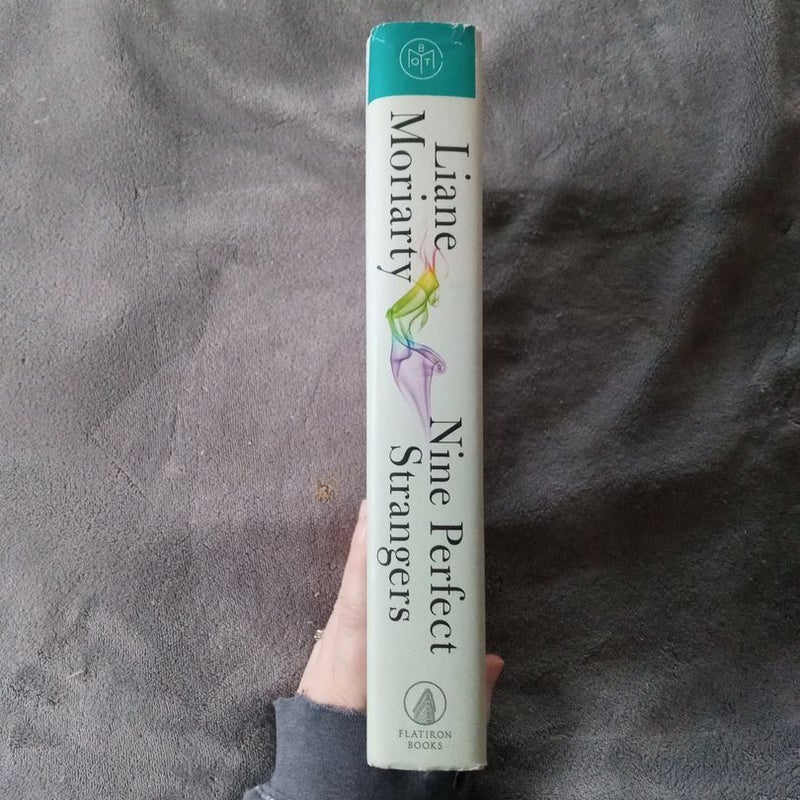 BOTM
Liane
Moriarty
Nine Perfect
Strangers
FLATIRON
BOOKS